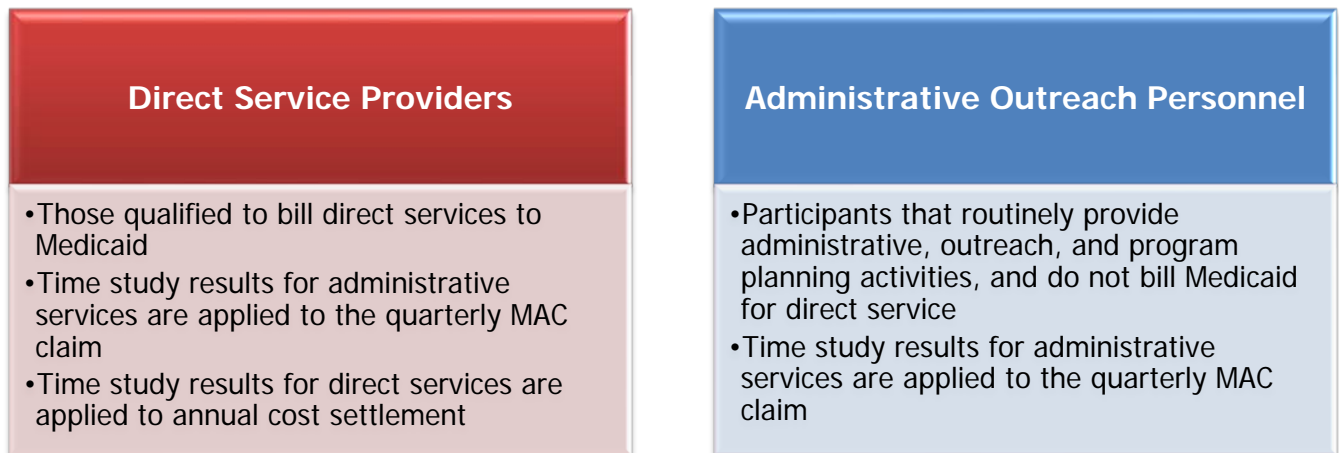 Direct Service Providers
•Those qualified to bill direct services to
Medicaid
•Time study results for administrative
services are applied to the quarterly MAC
claim
•Time study results for direct services are
applied to annual cost settlement
Administrative Outreach Personnel
•Participants that routinely provide
administrative, outreach, and program
planning activities, and do not bill Medicaid
for direct service
•Time study results for administrative
services are applied to the quarterly MAC
claim